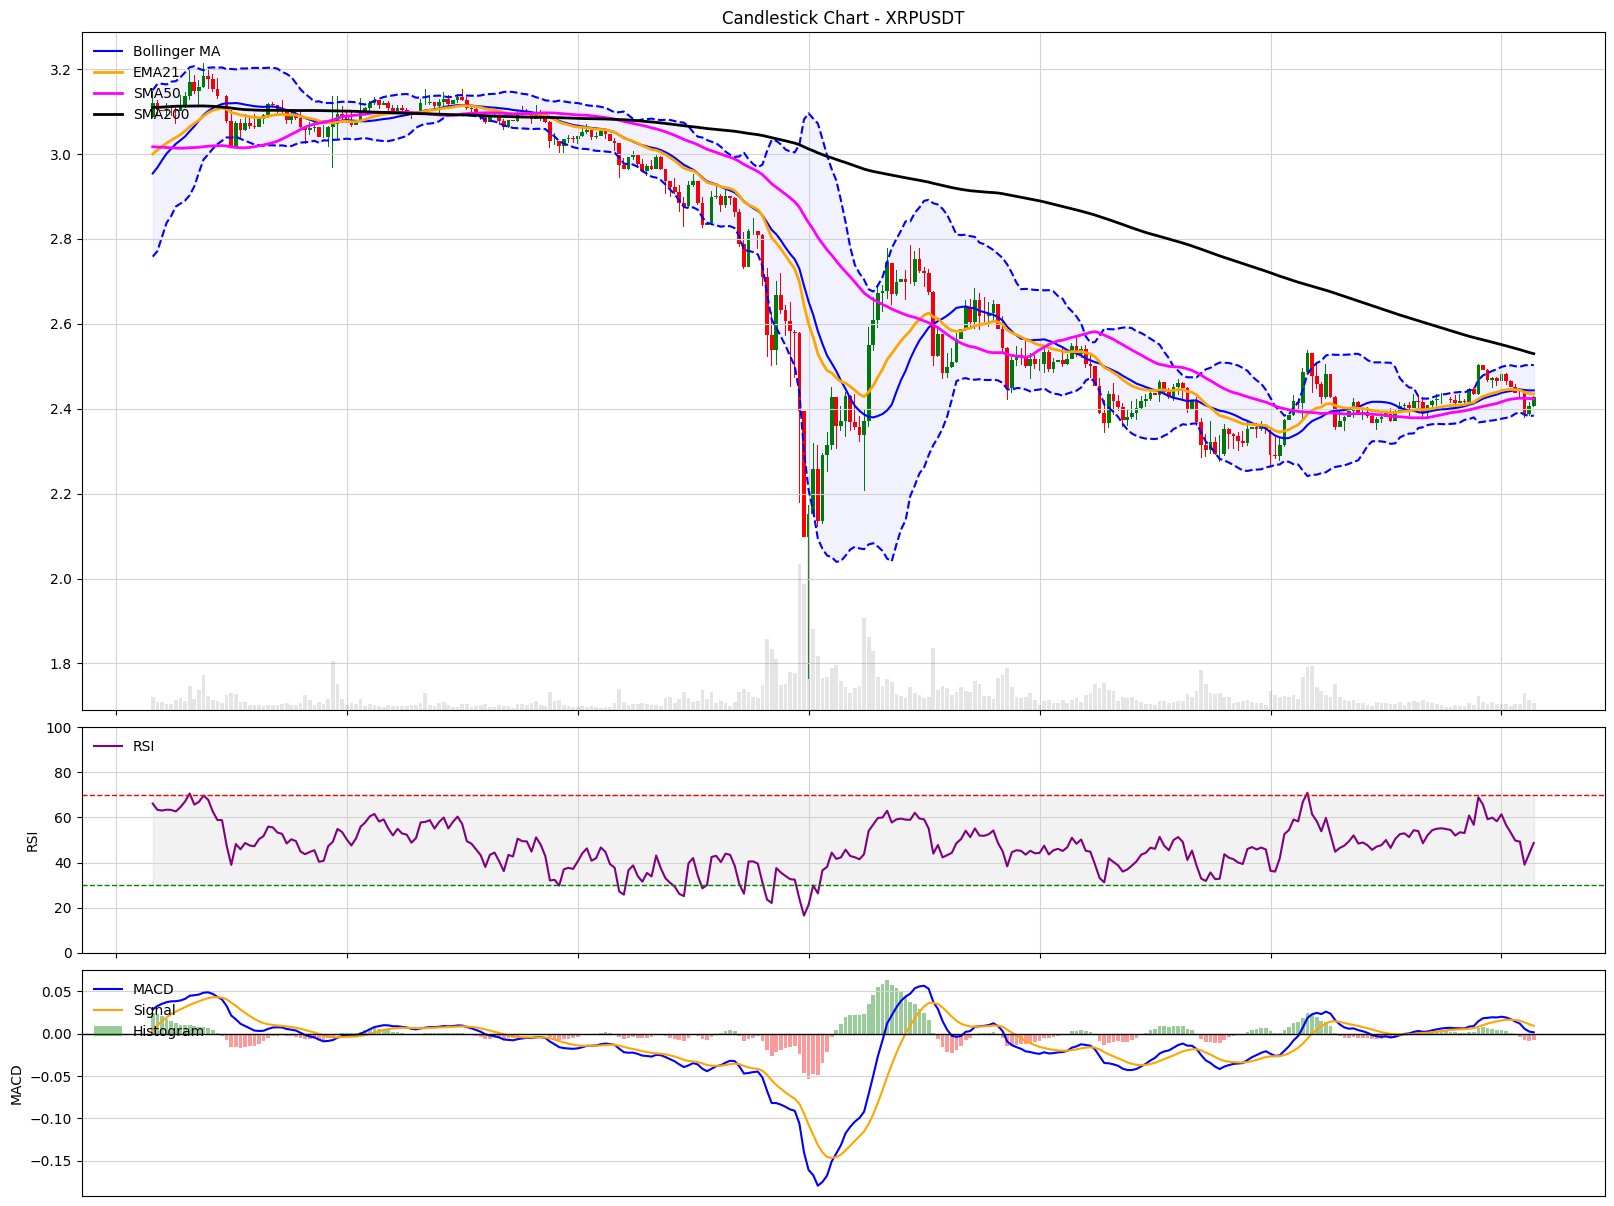 Candlestick Chart - XRPUSDT
Bollinger MA
EMA21
SMA50
SMA200
3.2
3.0
2.8
2.6
2.4
2.2
2.0
1.8
RSI
100
80
60
40
20
0
RSI
MACD
Signal
Histogram
0.05
0.00
−0.05
−0.10
−0.15
MACD